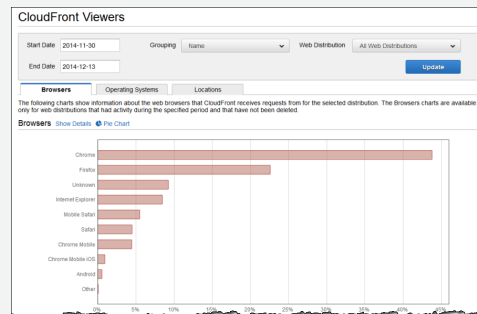 CloudFront Viewers
Start Date 2014-11-30 Grouping Name Web Distribution All Web Distributions
End Date 2014-12-13 Update
Browsers Operating Systems Locations
The following charts show information about the web browsers that CloudFront receives requests from for the selected distribution. The Browsers charts are available
only for web distributions that had activity during the specified period and that have not been deleted.
Browsers Show Details Pie Chart
Chrome
Firefox
Unknown
Internet Explorer
Mobile Safari
Safari
Chrome Mobile
Chrome Mobile iOS
Android
Other
0% 5% 10% 15% 20% 25% 30% 35% 40% 45%